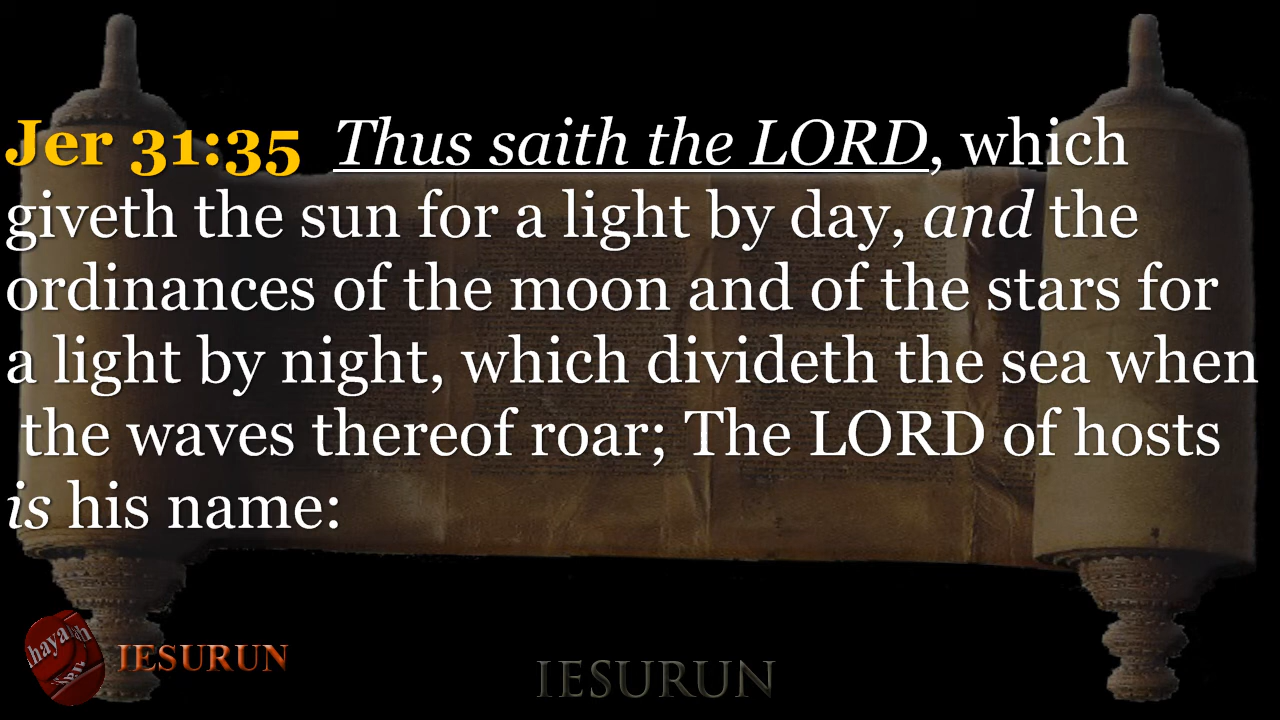 Jer 31:35 Thus saith the LORD, which
giveth the sun for a light by day, and the
ordinances of the moon and of the stars for
a light by night, which divideth the sea when
the waves thereof roar; The LORD of hosts
is his name:
IESURUN
IESURUN